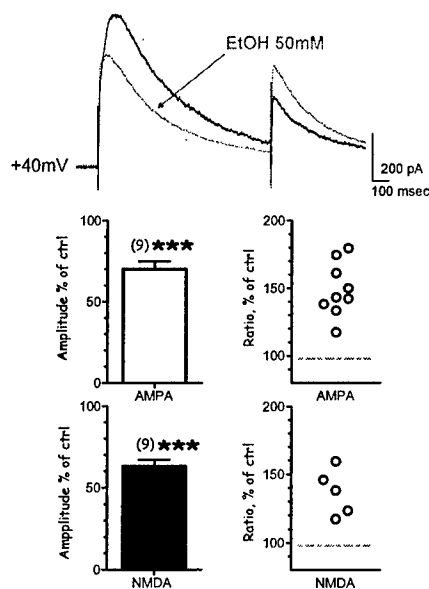 EtOH 50mM
+40mV
200 pA
100 msec
Amplitude % of ctrl
100
50
0
(9) ★★★
AMPA
Ratio, % of ctrl
200
150
100
AMPA
Ampplitude % of ctrl
100
50
0
(9) ★★★
NMDA
Ratio, % of ctrl
200
150
100
NMDA